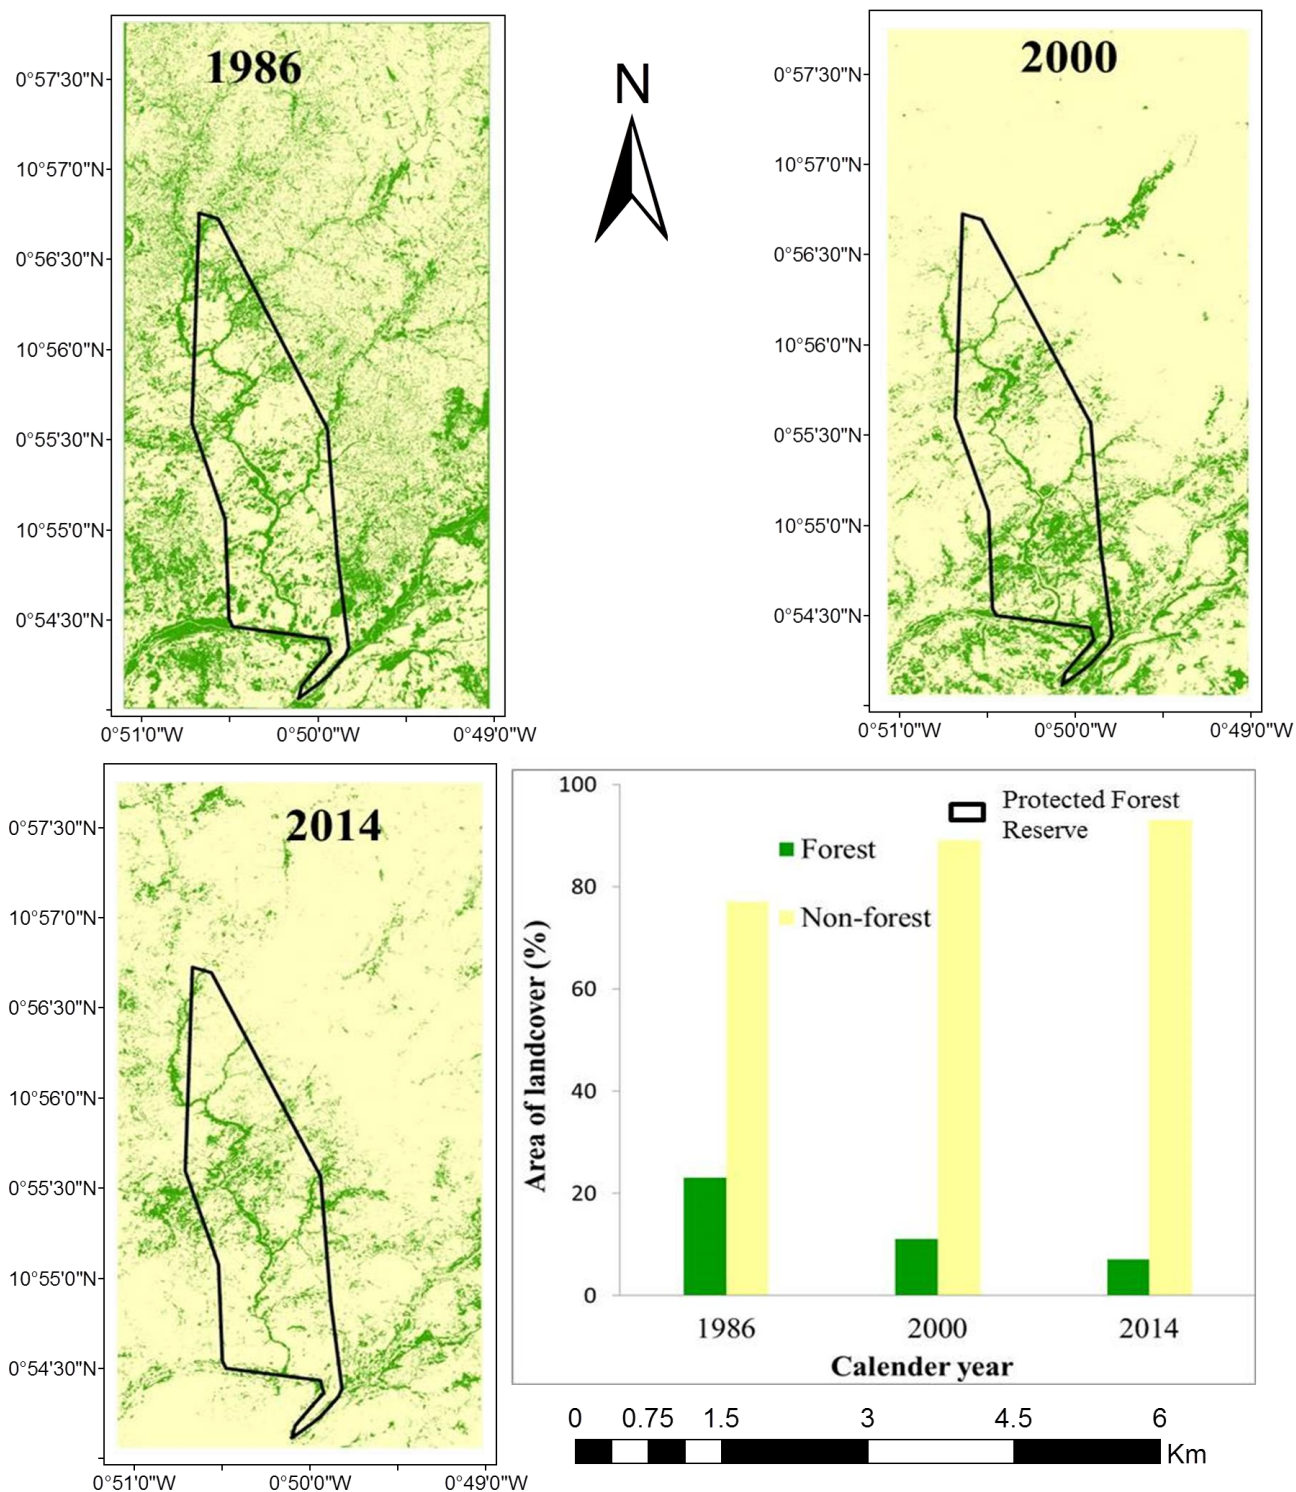 1986
0°57'30"N
10°57'0"N
0°56'30"N
10°56'0"N
0°55'30"N
10°55'0"N
0°54'30"N
0°51'0"W 0°50'0"W 0°49'0"W
N
2000
0°57'30"N
10°57'0"N
0°56'30"N
10°56'0"N
0°55'30"N
10°55'0"N
0°54'30"N
0°51'0"W 0°50'0"W 0°49'0"W
2014
0°57'30"N
10°57'0"N
0°56'30"N
10°56'0"N
0°55'30"N
10°55'0"N
0°54'30"N
0°51'0"W 0°50'0"W 0°49'0"W
Protected Forest
Reserve
Forest
Non-forest
Area of landcover (%)
100
80
60
40
20
0
1986 2000 2014
Calender year
0 0.75 1.5 3 4.5 6
Km